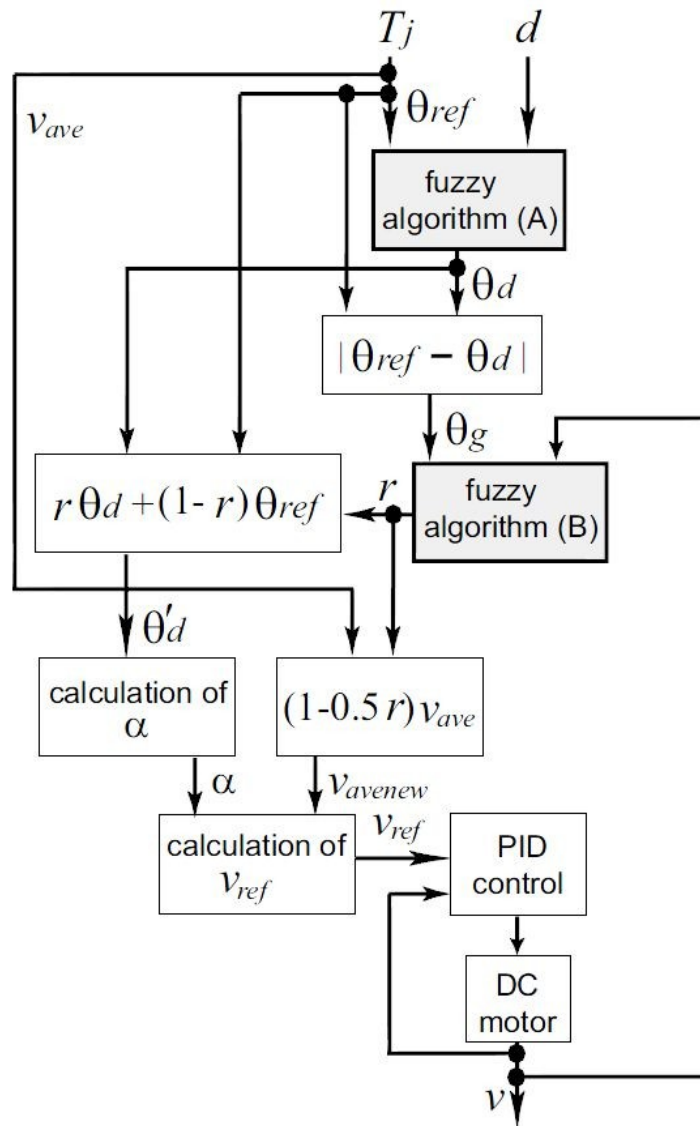 Tj
d
vave
θref
fuzzy
algorithm (A)
θd
| θref − θd |
θg
r θd + (1- r) θref
r
fuzzy
algorithm (B)
θ′d
calculation of
α
(1-0.5 r) vave
α
vavenew
vref
calculation of
vref
PID
control
DC
motor
v